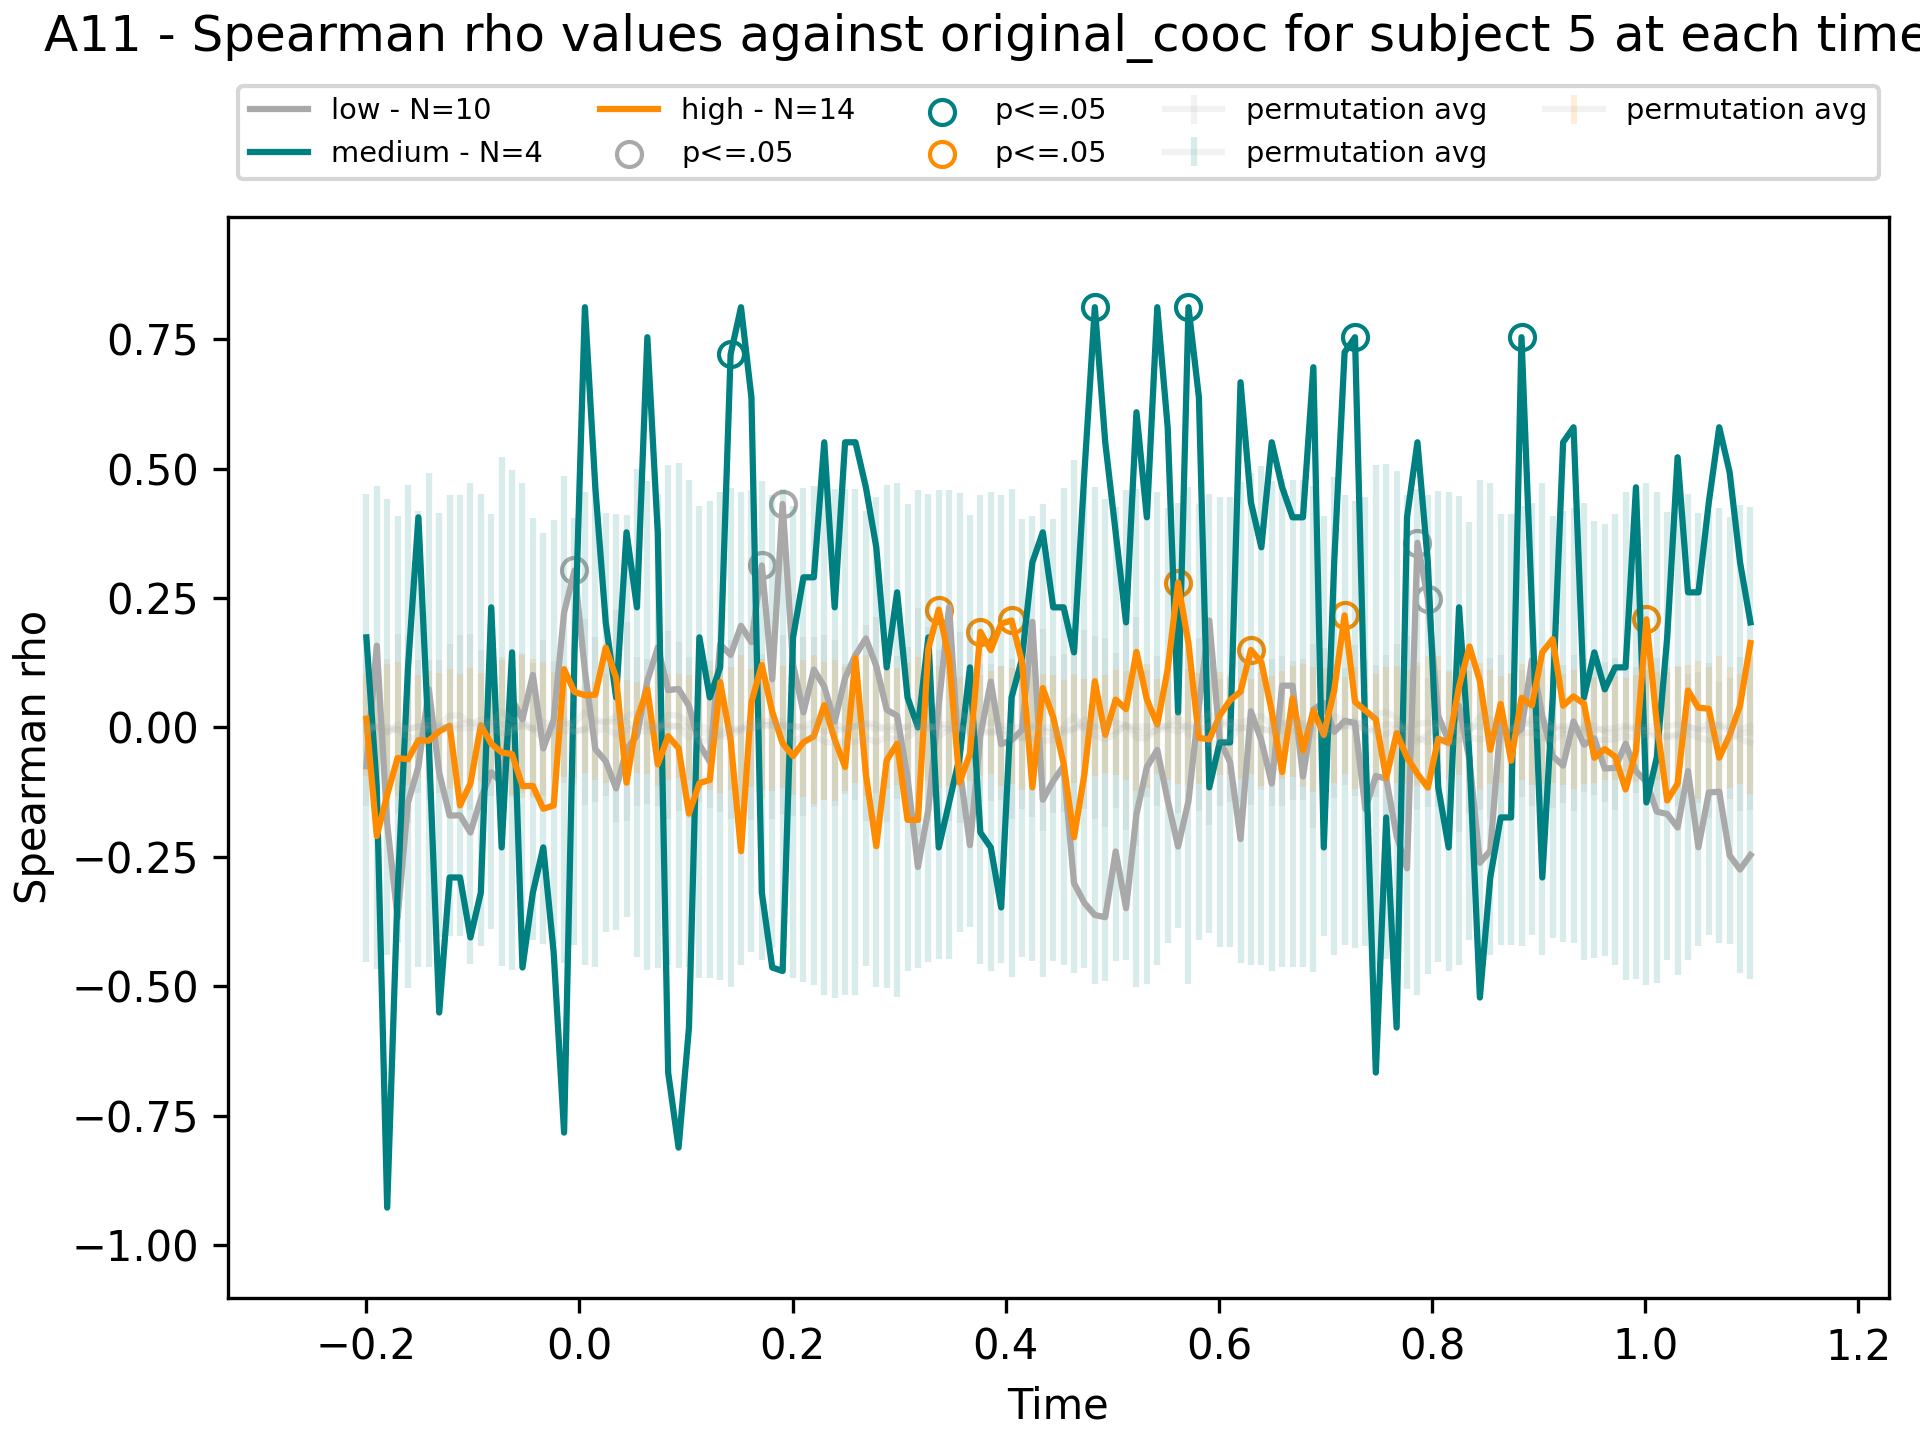 A11 - Spearman rho values against original_cooc for subject 5 at each time
low - N=10
medium - N=4
high - N=14
p<=.05
p<=.05
p<=.05
permutation avg
permutation avg
permutation avg
Spearman rho
0.75
0.50
0.25
0.00
−0.25
−0.50
−0.75
−1.00
−0.2
0.0
0.2
0.4
0.6
0.8
1.0
1.2
Time